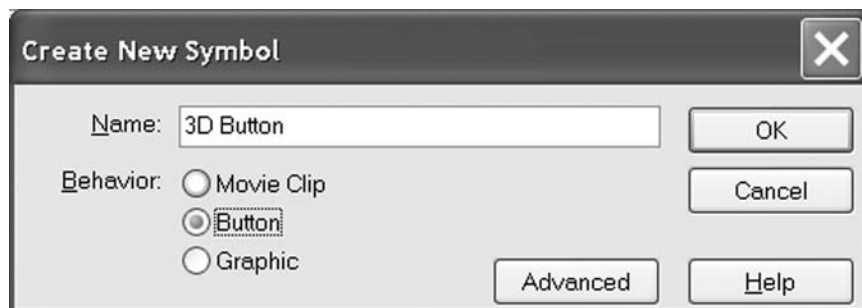 Create New Symbol
Name: 3D Button OK
Behavior: Movie Clip Cancel
Button
Graphic
Advanced Help